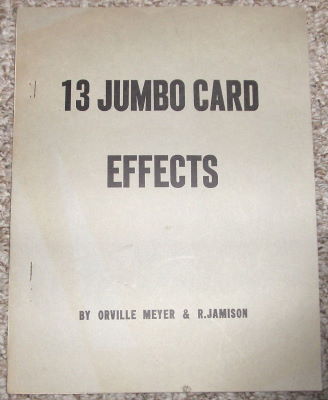 13 JUMBO CARD
EFFECTS
BY ORVILLE MEYER & R.JAMISON